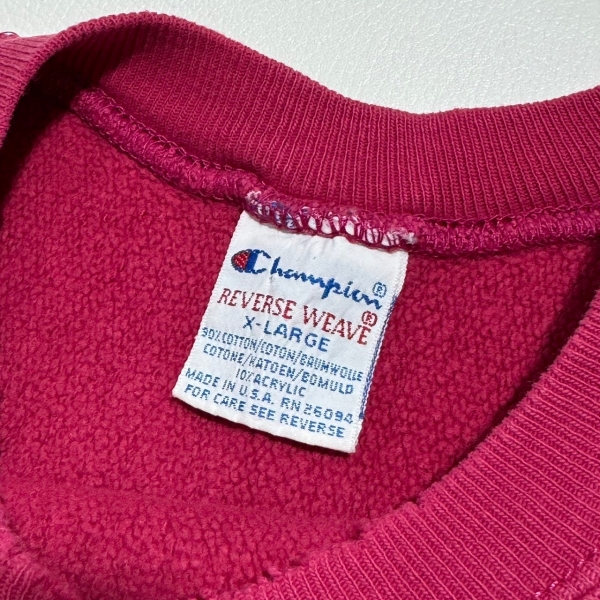 Champion®
REVERSE WEAVE®
X-LARGE
90% COTTON/COTON/BAUMWOLLE
COTONE/KATOEN/BOMULD
10% ACRYLIC
MADE IN U.S.A. RN 26094
FOR CARE SEE REVERSE